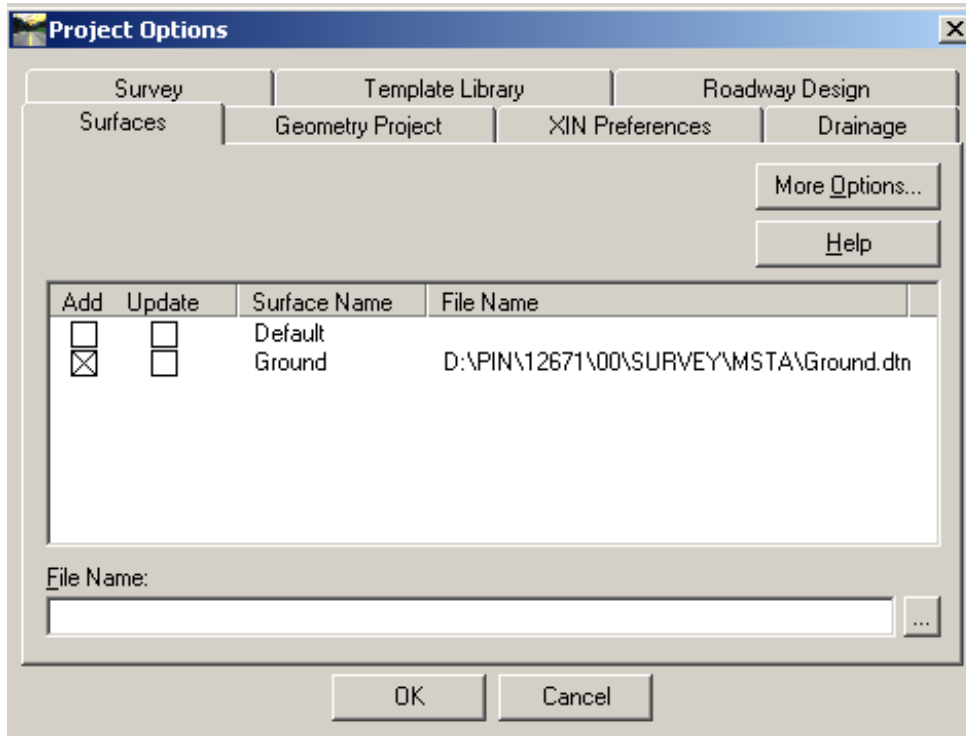 Project Options
Survey Template Library Roadway Design
Surfaces Geometry Project XIN Preferences Drainage
More Options...
Help
Add Update Surface Name File Name
Default
Ground D:\PIN\12671\00\SURVEY\MSTA\Ground.dtn
File Name:
...
OK Cancel